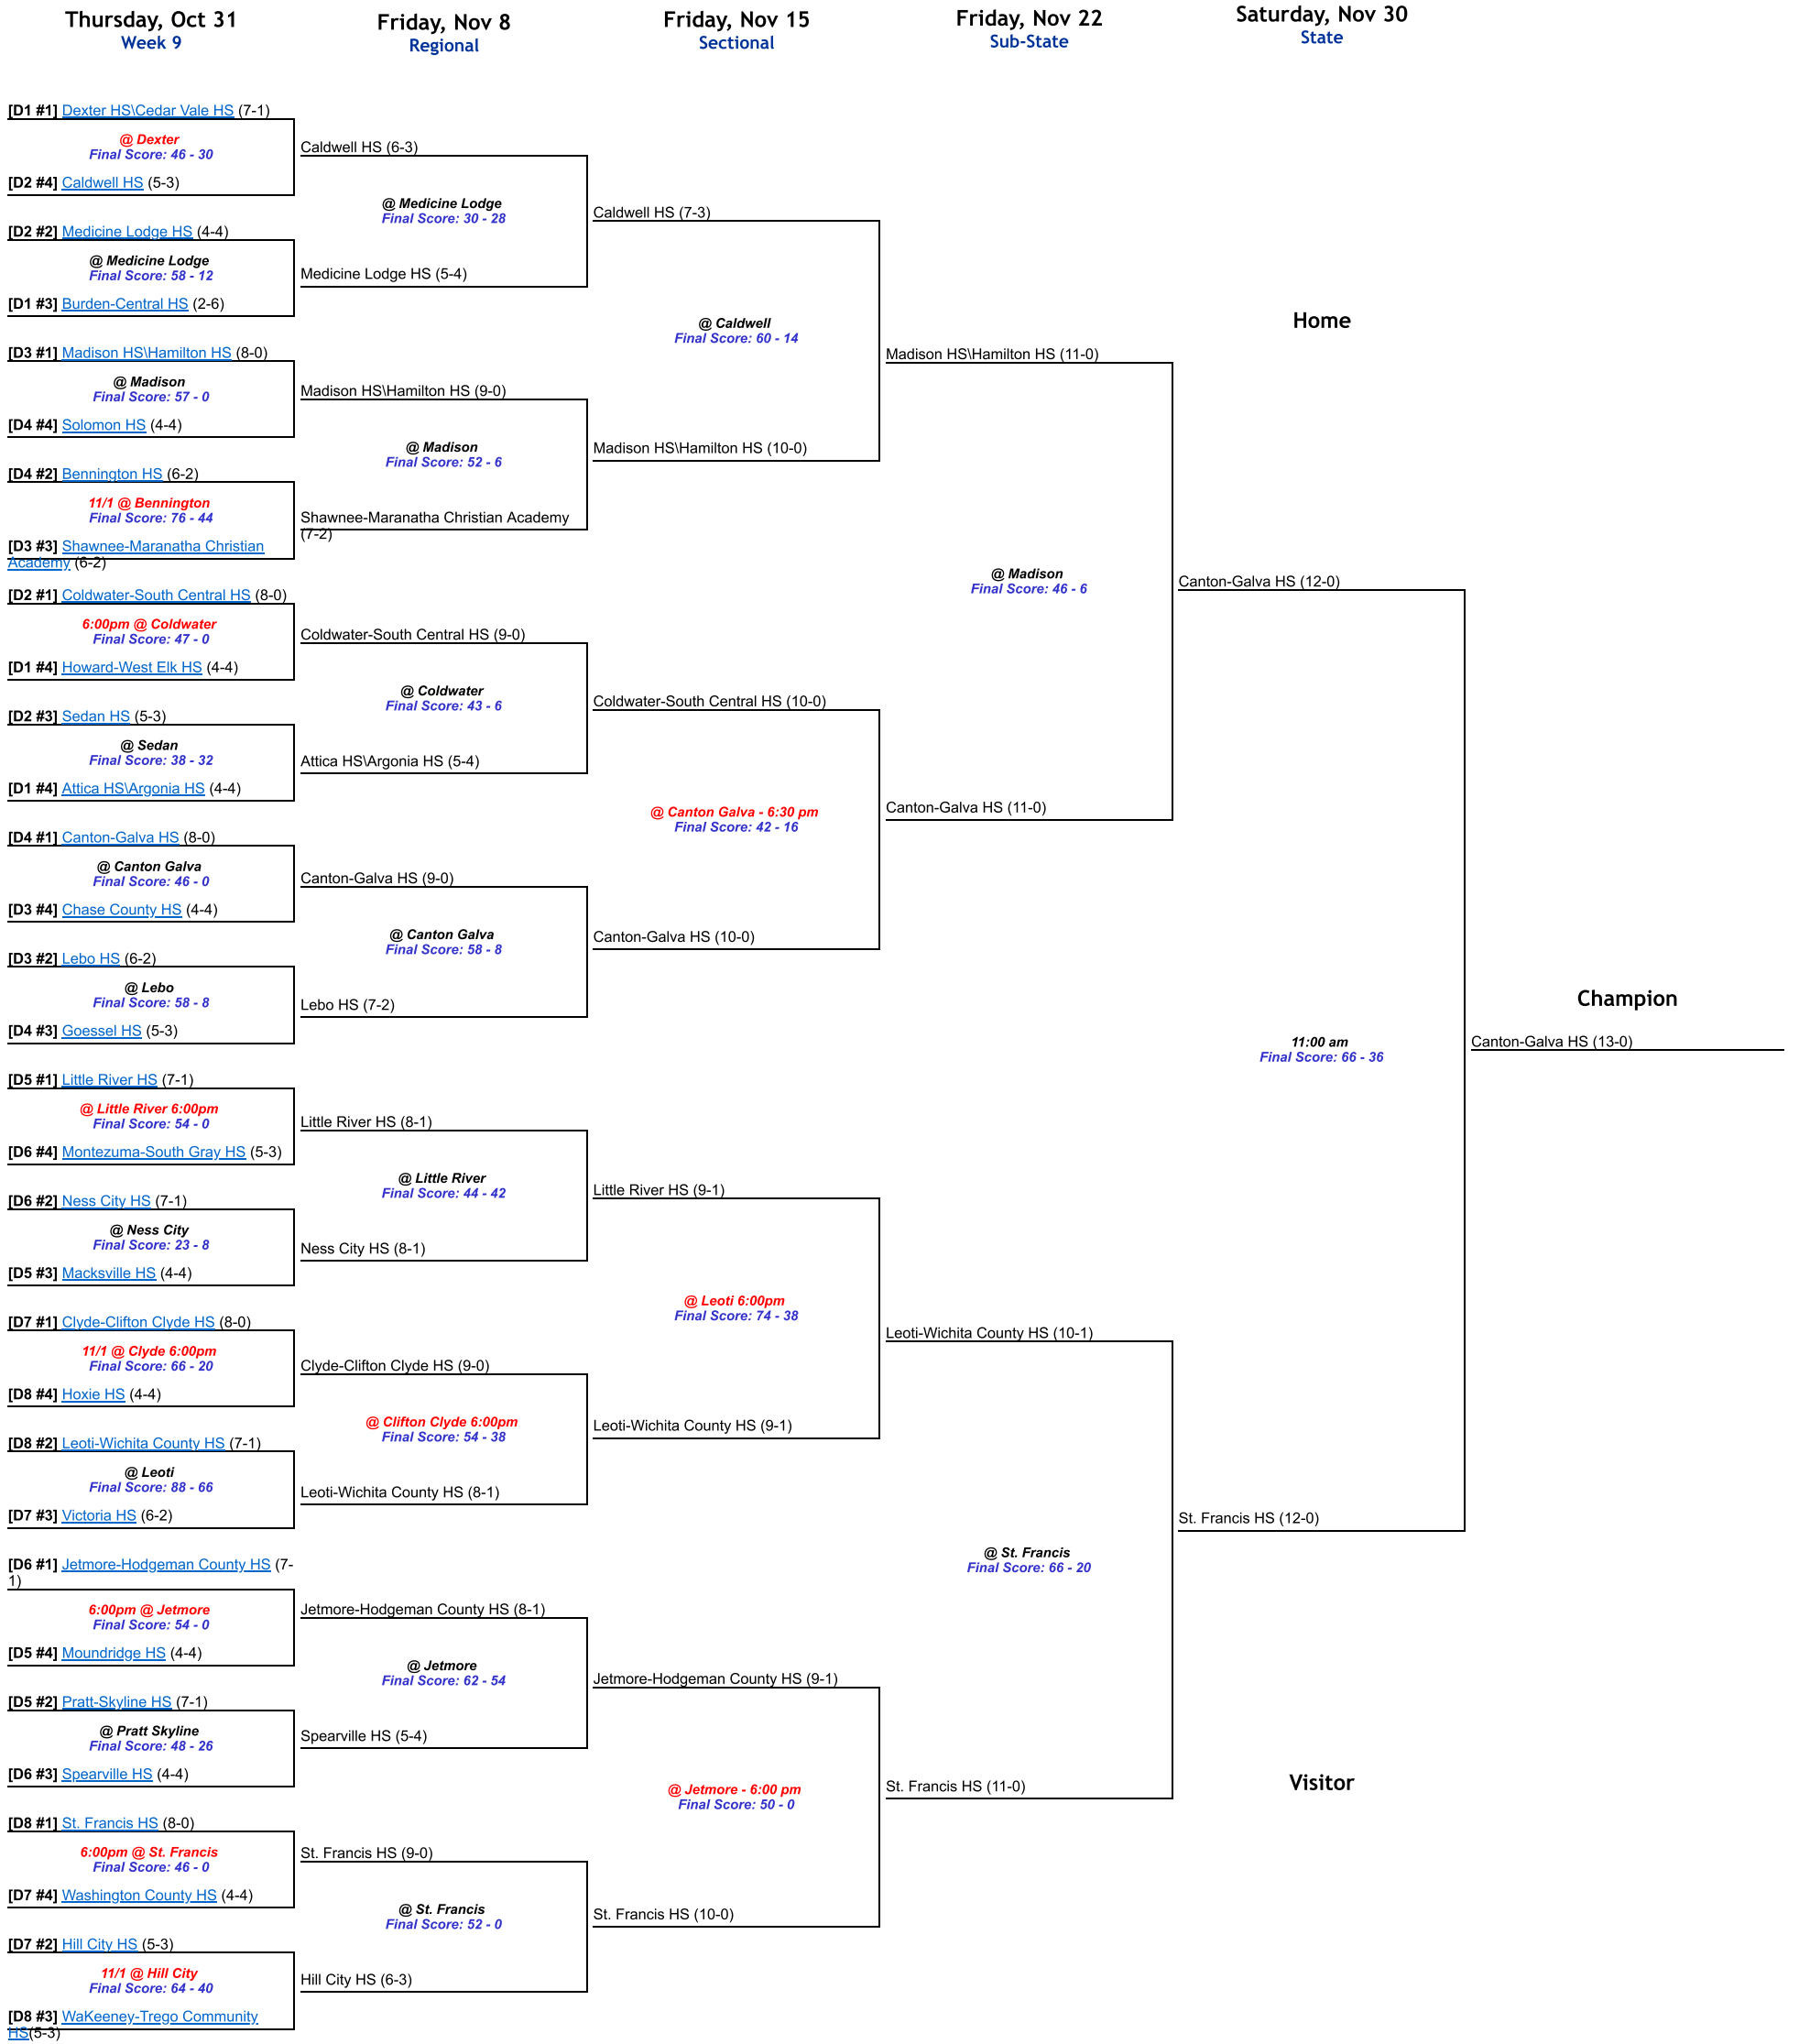 Thursday, Oct 31
Week 9
Friday, Nov 8
Regional
Friday, Nov 15
Sectional
Friday, Nov 22
Sub-State
Saturday, Nov 30
State
[D1 #1] Dexter HS\Cedar Vale HS (7-1)
@ Dexter
Final Score: 46 - 30
[D2 #4] Caldwell HS (5-3)
[D2 #2] Medicine Lodge HS (4-4)
@ Medicine Lodge
Final Score: 58 - 12
[D1 #3] Burden-Central HS (2-6)
[D3 #1] Madison HS\Hamilton HS (8-0)
@ Madison
Final Score: 57 - 0
[D4 #4] Solomon HS (4-4)
[D4 #2] Bennington HS (6-2)
11/1 @ Bennington
Final Score: 76 - 44
[D3 #3] Shawnee-Maranatha Christian
Academy (6-2)
[D2 #1] Coldwater-South Central HS (8-0)
6:00pm @ Coldwater
Final Score: 47 - 0
[D1 #4] Howard-West Elk HS (4-4)
[D2 #3] Sedan HS (5-3)
@ Sedan
Final Score: 38 - 32
[D1 #4] Attica HS\Argonia HS (4-4)
[D4 #1] Canton-Galva HS (8-0)
@ Canton Galva
Final Score: 46 - 0
[D3 #4] Chase County HS (4-4)
[D3 #2] Lebo HS (6-2)
@ Lebo
Final Score: 58 - 8
[D4 #3] Goessel HS (5-3)
[D5 #1] Little River HS (7-1)
@ Little River 6:00pm
Final Score: 54 - 0
[D6 #4] Montezuma-South Gray HS (5-3)
[D6 #2] Ness City HS (7-1)
@ Ness City
Final Score: 23 - 8
[D5 #3] Macksville HS (4-4)
[D7 #1] Clyde-Clifton Clyde HS (8-0)
11/1 @ Clyde 6:00pm
Final Score: 66 - 20
[D8 #4] Hoxie HS (4-4)
[D8 #2] Leoti-Wichita County HS (7-1)
@ Leoti
Final Score: 88 - 66
[D7 #3] Victoria HS (6-2)
[D6 #1] Jetmore-Hodgeman County HS (7-
1)
6:00pm @ Jetmore
Final Score: 54 - 0
[D5 #4] Moundridge HS (4-4)
[D5 #2] Pratt-Skyline HS (7-1)
@ Pratt Skyline
Final Score: 48 - 26
[D6 #3] Spearville HS (4-4)
[D8 #1] St. Francis HS (8-0)
6:00pm @ St. Francis
Final Score: 46 - 0
[D7 #4] Washington County HS (4-4)
[D7 #2] Hill City HS (5-3)
11/1 @ Hill City
Final Score: 64 - 40
[D8 #3] WaKeeney-Trego Community
HS(5-3)
Caldwell HS (6-3)
@ Medicine Lodge
Final Score: 30 - 28
Medicine Lodge HS (5-4)
Madison HS\Hamilton HS (9-0)
@ Madison
Final Score: 52 - 6
Shawnee-Maranatha Christian Academy
(7-2)
Coldwater-South Central HS (9-0)
@ Coldwater
Final Score: 43 - 6
Attica HS\Argonia HS (5-4)
Canton-Galva HS (9-0)
@ Canton Galva
Final Score: 58 - 8
Lebo HS (7-2)
Little River HS (8-1)
@ Little River
Final Score: 44 - 42
Ness City HS (8-1)
Clyde-Clifton Clyde HS (9-0)
@ Clifton Clyde 6:00pm
Final Score: 54 - 38
Leoti-Wichita County HS (8-1)
Jetmore-Hodgeman County HS (8-1)
@ Jetmore
Final Score: 62 - 54
Spearville HS (5-4)
St. Francis HS (9-0)
@ St. Francis
Final Score: 52 - 0
Hill City HS (6-3)
Caldwell HS (7-3)
@ Caldwell
Final Score: 60 - 14
Madison HS\Hamilton HS (10-0)
Coldwater-South Central HS (10-0)
@ Canton Galva - 6:30 pm
Final Score: 42 - 16
Canton-Galva HS (10-0)
Little River HS (9-1)
@ Leoti 6:00pm
Final Score: 74 - 38
Leoti-Wichita County HS (9-1)
Jetmore-Hodgeman County HS (9-1)
@ Jetmore - 6:00 pm
Final Score: 50 - 0
St. Francis HS (10-0)
Madison HS\Hamilton HS (11-0)
@ Madison
Final Score: 46 - 6
Canton-Galva HS (11-0)
Leoti-Wichita County HS (10-1)
@ St. Francis
Final Score: 66 - 20
St. Francis HS (11-0)
Home
Canton-Galva HS (12-0)
11:00 am
Final Score: 66 - 36
St. Francis HS (12-0)
Visitor
Champion
Canton-Galva HS (13-0)